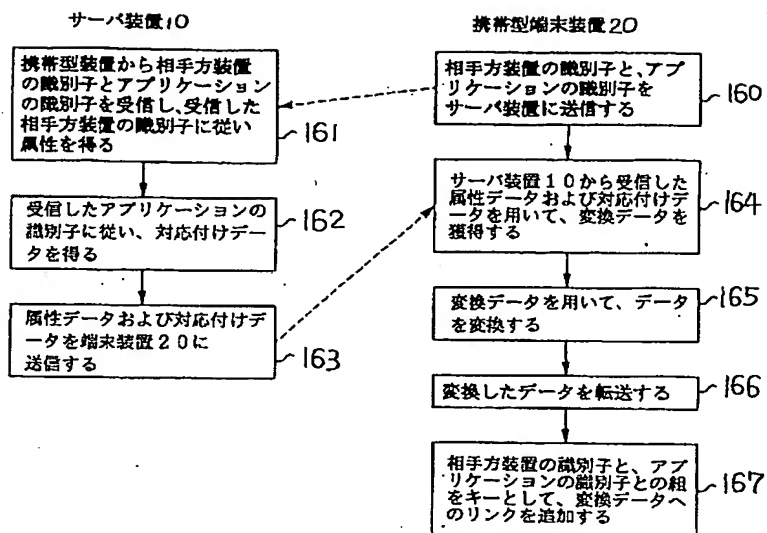 サーバ装置10
携帯型装置から相手方装置
の識別子とアプリケーション
の識別子を受信し、受信した
相手方装置の識別子に従い
属性を得る
161
受信したアプリケーションの
識別子に従い、対応付けデー
タを得る
162
属性データおよび対応付けデ
ータを端末装置20に
送信する
163
携帯型端末装置20
相手方装置の識別子と、アプ
リケーションの識別子を
サーバ装置に送信する
160
サーバ装置10から受信した
属性データおよび対応付けデ
ータを用いて、変換データを
獲得する
164
変換データを用いて、データ
を変換する
165
変換したデータを転送する
166
相手方装置の識別子と、アプ
リケーションの識別子との組
をキーとして、変換データへ
のリンクを追加する
167